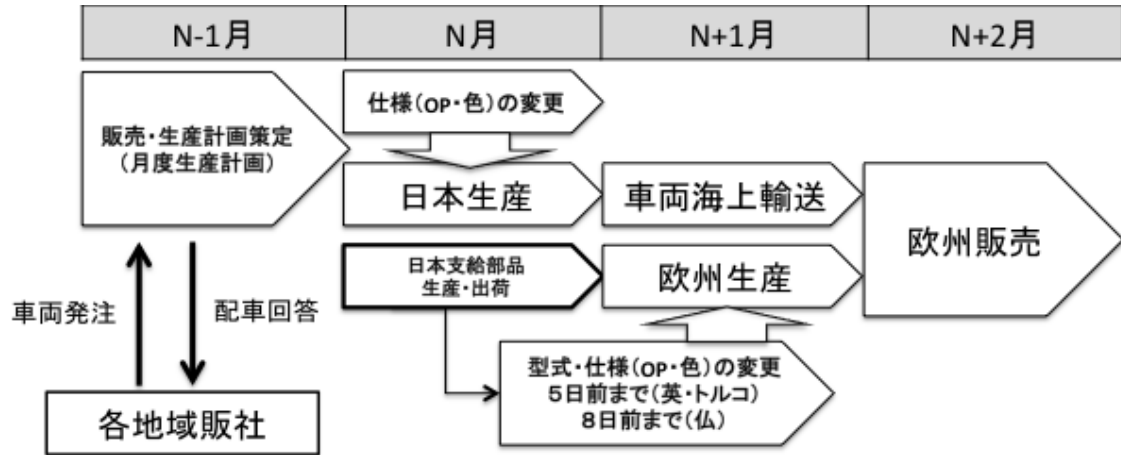 N-1月
N月
N+1月
N+2月
販売・生産計画策定
(月度生産計画)
仕様(OP・色)の変更
日本生産
車両海上輸送
欧州販売
日本支給部品
生産・出荷
欧州生産
車両発注
配車回答
型式・仕様(OP・色)の変更
5日前まで(英・トルコ)
8日前まで(仏)
各地域販社